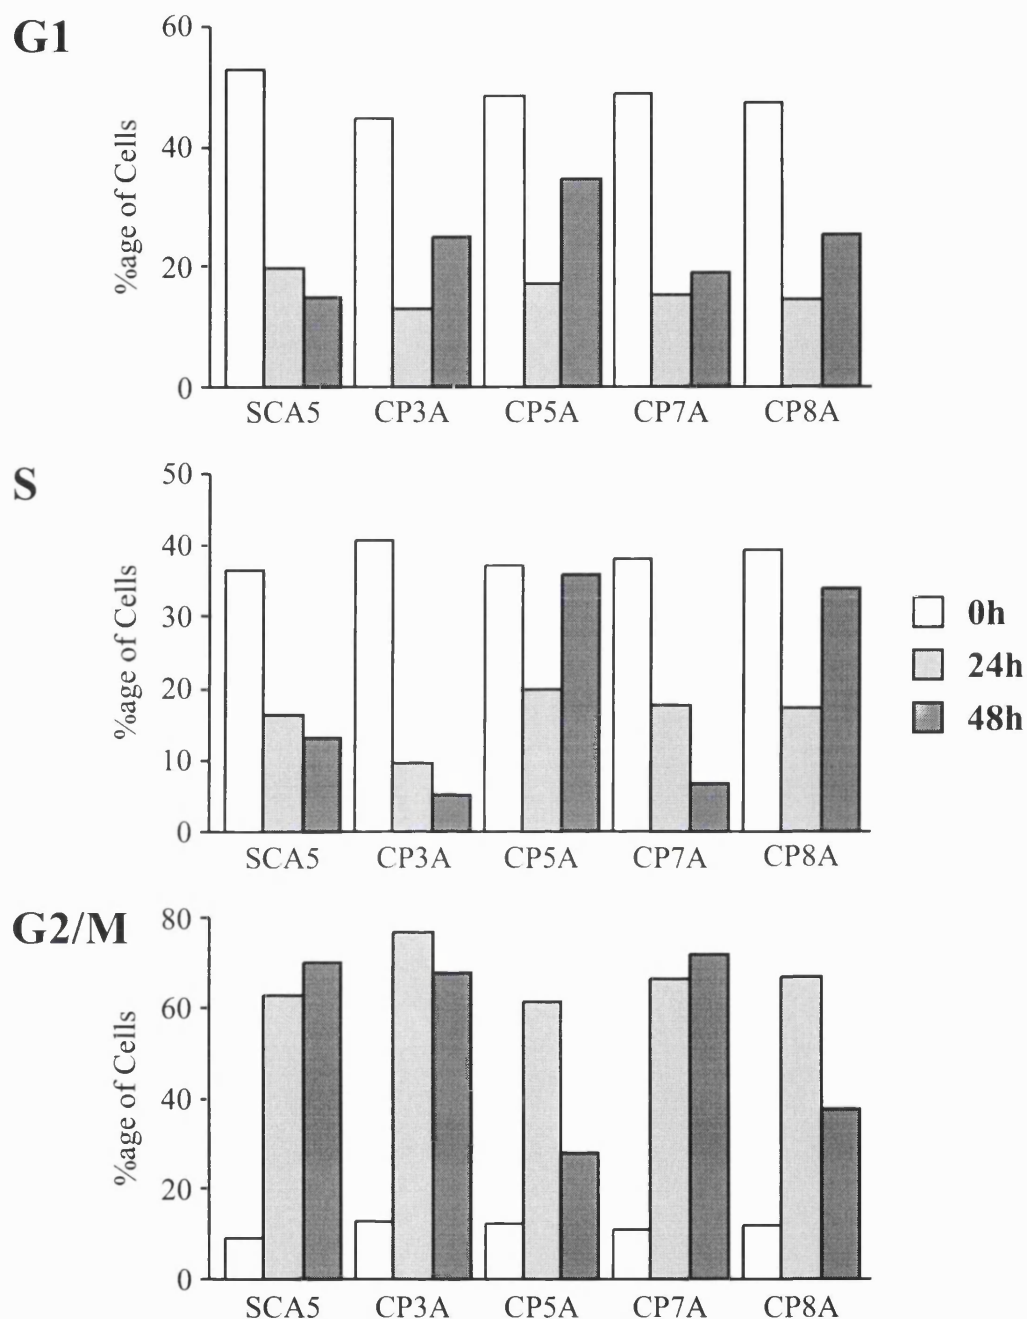 G1
%age of Cells
60
40
20
0
SCA5 CP3A CP5A CP7A CP8A
S
%age of Cells
50
40
30
20
10
0
SCA5 CP3A CP5A CP7A CP8A
0h
24h
48h
G2/M
%age of Cells
80
60
40
20
0
SCA5 CP3A CP5A CP7A CP8A